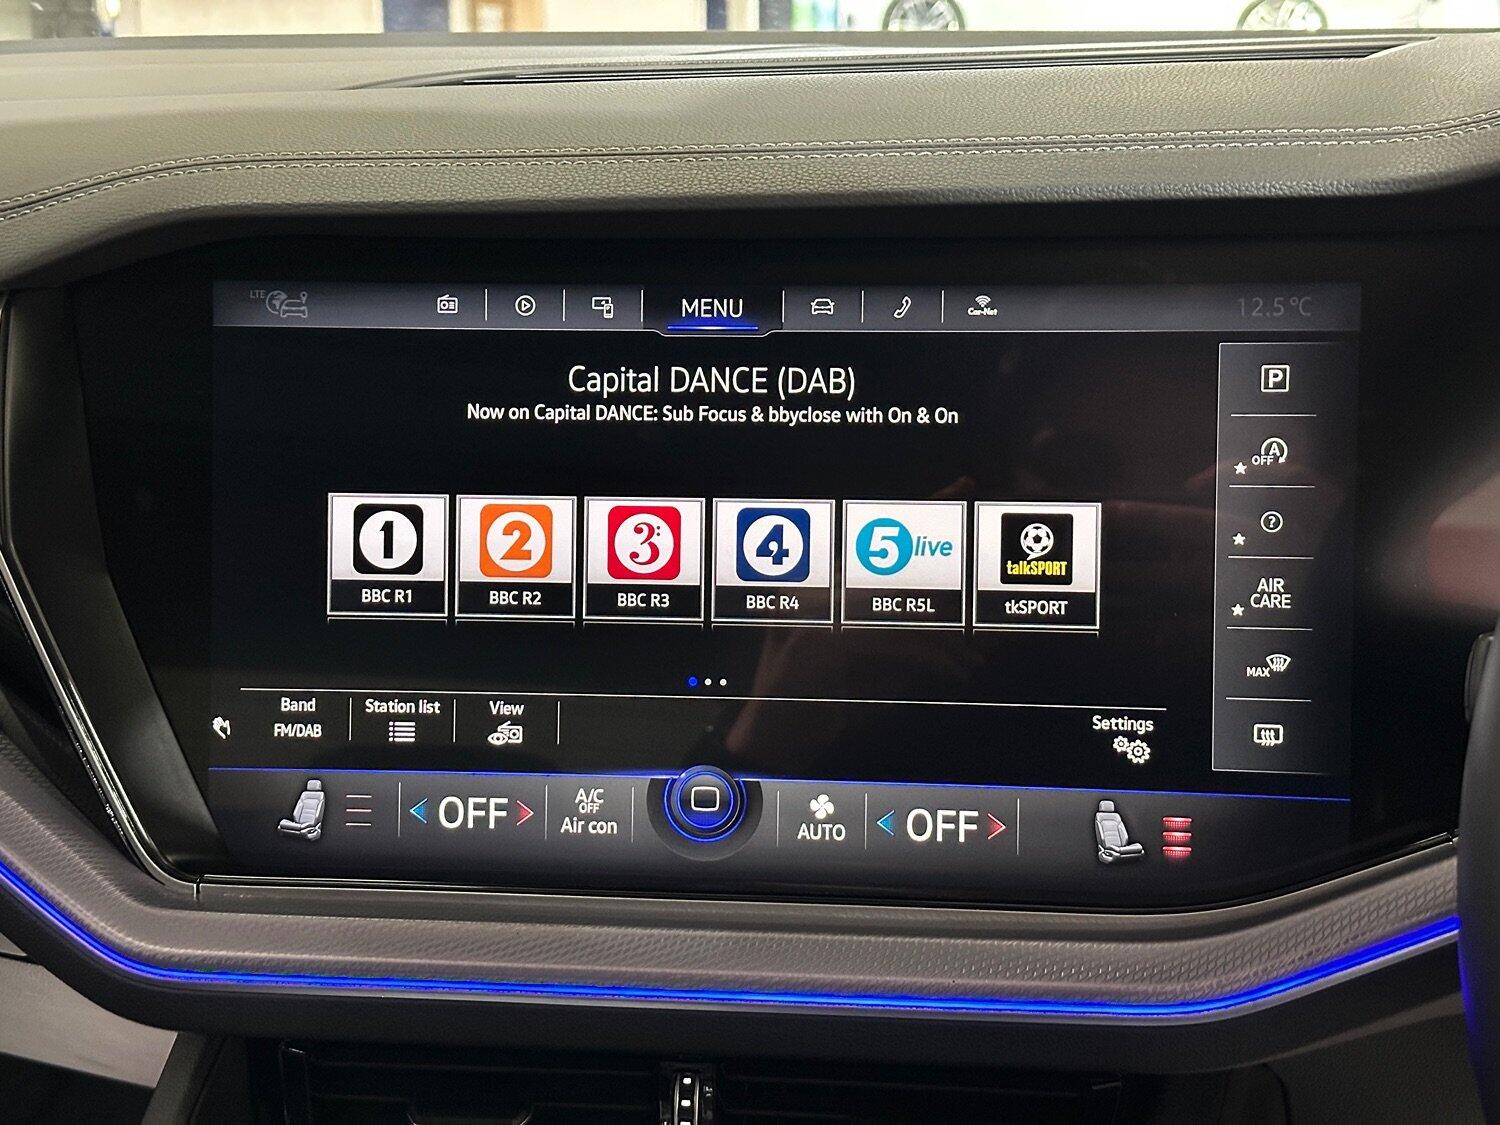 LTE
MENU
Car-Net
12.5°C
Capital DANCE (DAB)
Now on Capital DANCE: Sub Focus & bbyclose with On & On
P
A
OFF
?
AIR
CARE
MAX
1
BBC R1
2
BBC R2
3
BBC R3
4
BBC R4
5 live
BBC R5L
talkSPORT
tkSPORT
Band
FM/DAB
Station list
View
Settings
OFF
A/C
OFF
Air con
AUTO
OFF